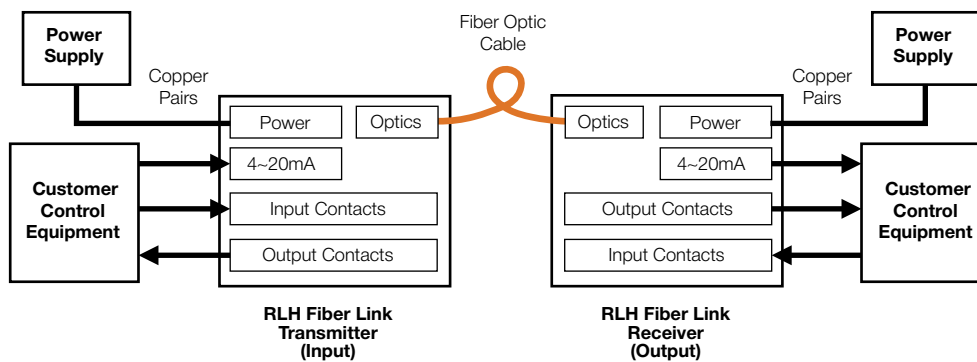 Power
Supply
Copper
Pairs
Fiber Optic
Cable
Copper
Pairs
Power
Supply
Power
Optics
4~20mA
Input Contacts
Output Contacts
Customer
Control
Equipment
RLH Fiber Link
Transmitter
(Input)
Optics
Power
4~20mA
Output Contacts
Input Contacts
Customer
Control
Equipment
RLH Fiber Link
Receiver
(Output)